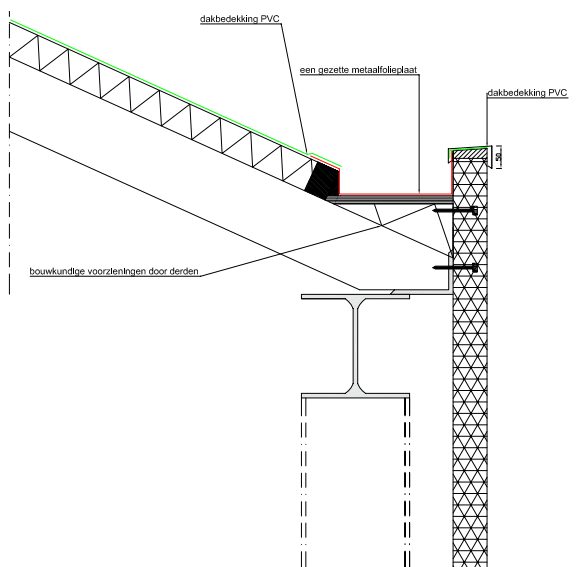 dakbedekking PVC
een gezette metaalfolieplaat
dakbedekking PVC
50
bouwkundige voorzieningen door derden